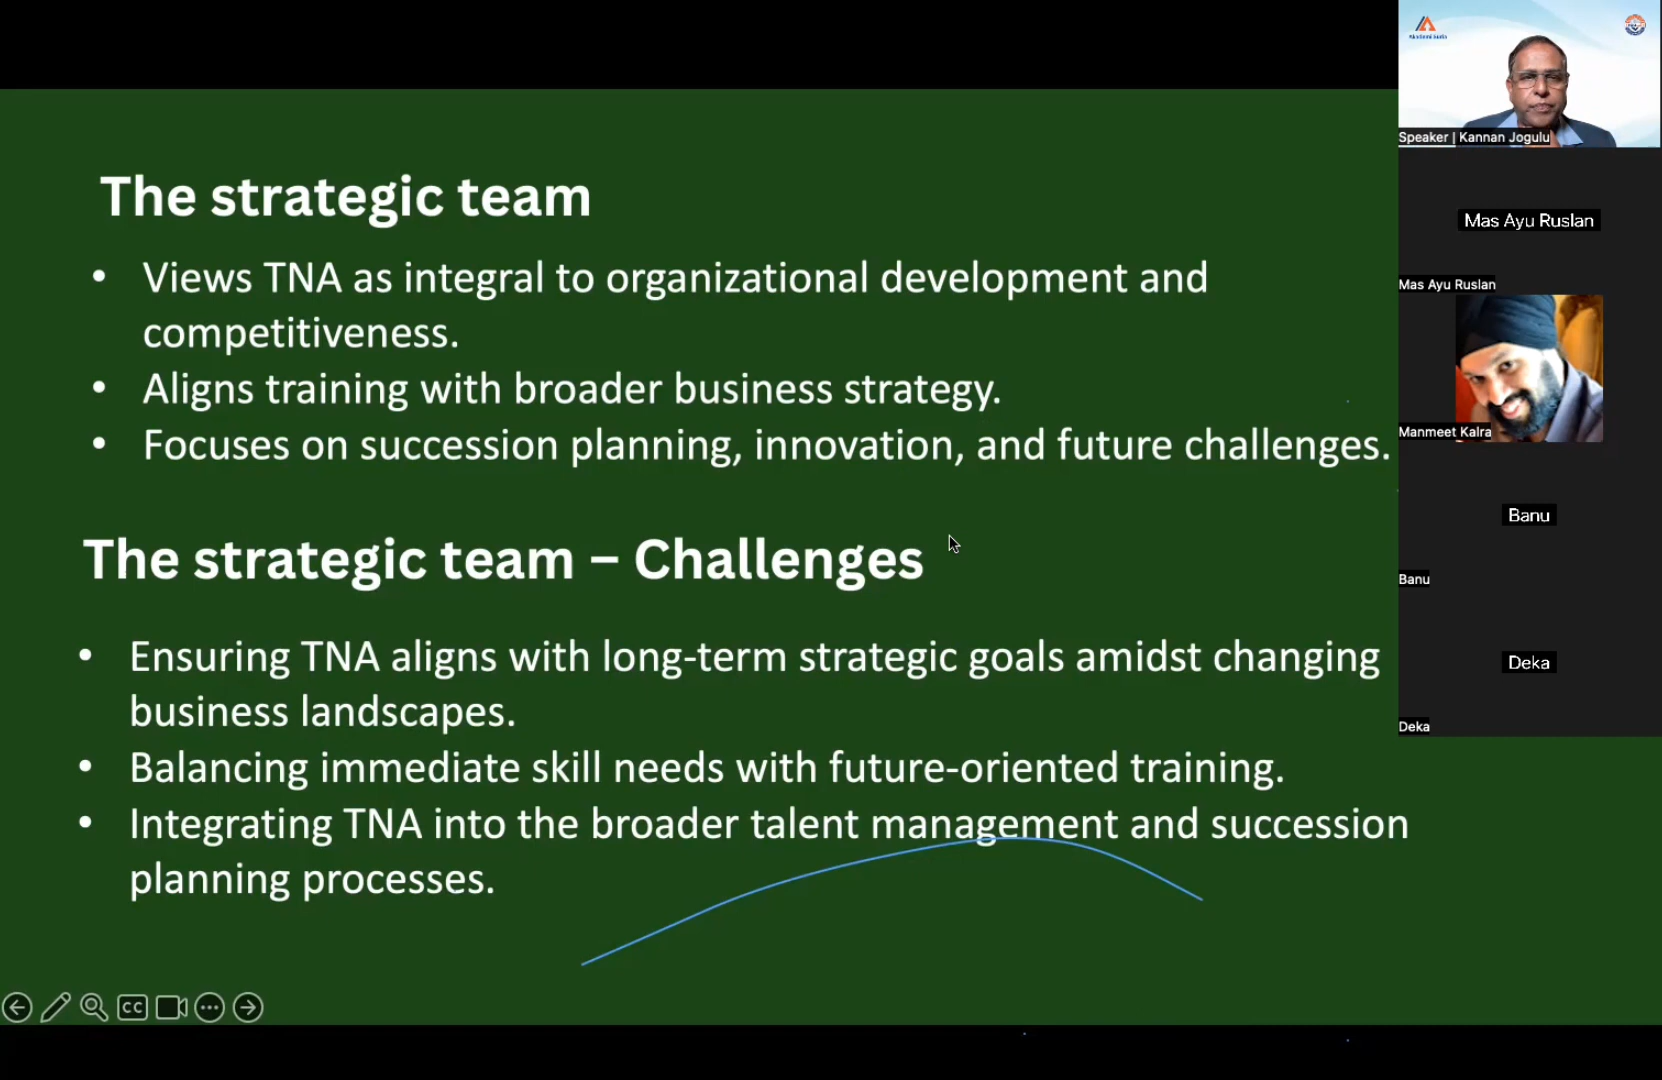 The strategic team
• Views TNA as integral to organizational development and
competitiveness.
• Aligns training with broader business strategy.
• Focuses on succession planning, innovation, and future challenges.
The strategic team – Challenges
• Ensuring TNA aligns with long-term strategic goals amidst changing
business landscapes.
• Balancing immediate skill needs with future-oriented training.
• Integrating TNA into the broader talent management and succession
planning processes.
CC
Speaker | Kannan Jogulu
Mas Ayu Ruslan
Mas Ayu Ruslan
Manmeet Kalra
Banu
Banu
Deka
Deka